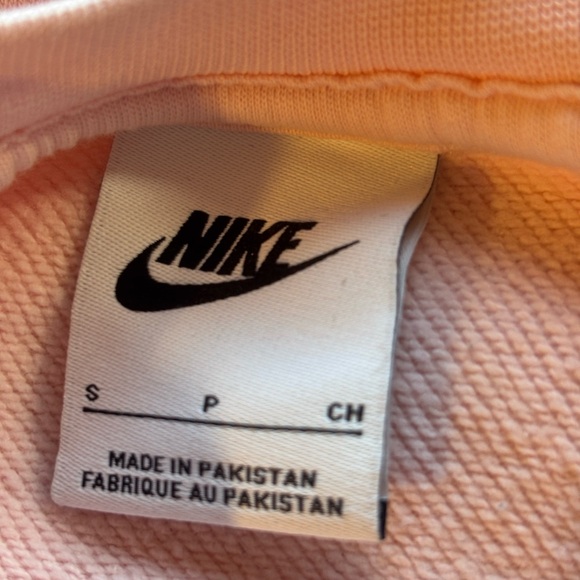 NIKE
S P CH
MADE IN PAKISTAN
FABRIQUE AU PAKISTAN